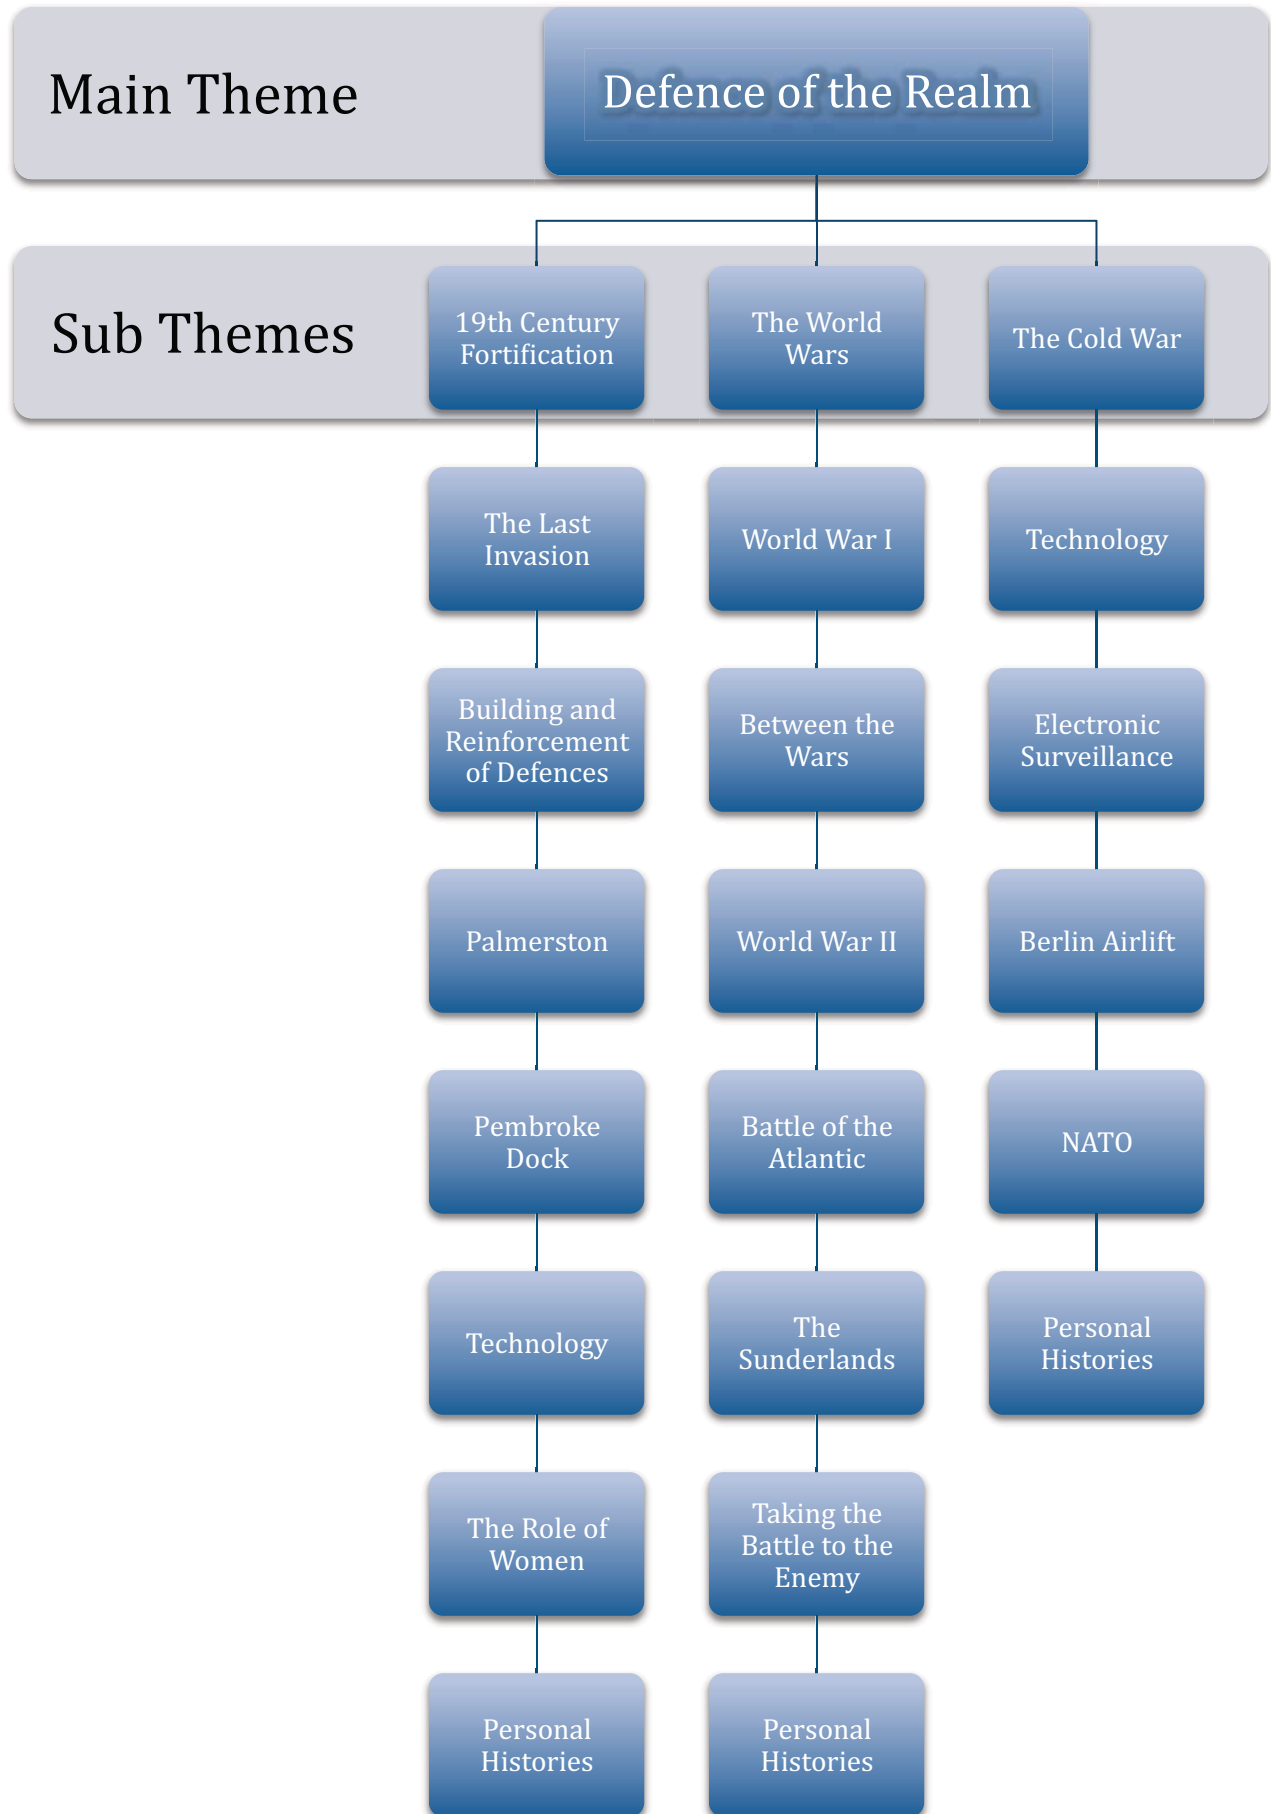 Main Theme
Defence of the Realm
Sub Themes
19th Century
Fortification
The World
Wars
The Cold War
The Last
Invasion
World War I
Technology
Building and
Reinforcement
of Defences
Between the
Wars
Electronic
Surveillance
Palmerston
World War II
Berlin Airlift
Pembroke
Dock
Battle of the
Atlantic
NATO
Technology
The
Sunderlands
Personal
Histories
The Role of
Women
Taking the
Battle to the
Enemy
Personal
Histories
Personal
Histories